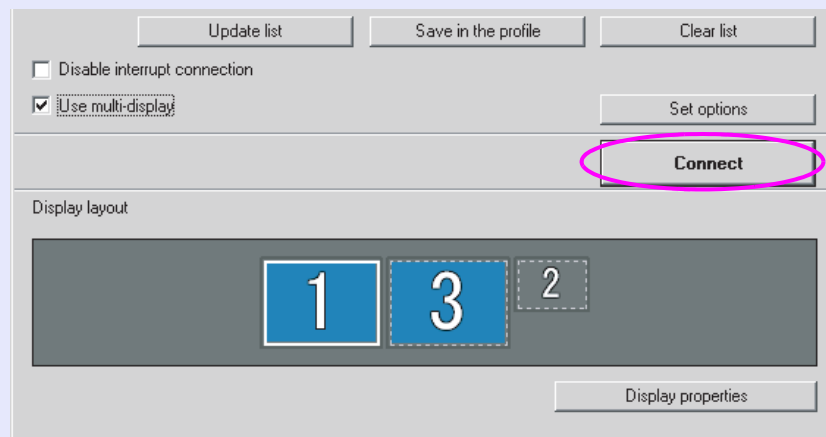 Update list Save in the profile Clear list
Disable interrupt connection
Use multi-display Set options
Connect
Display layout
1 3 2
Display properties